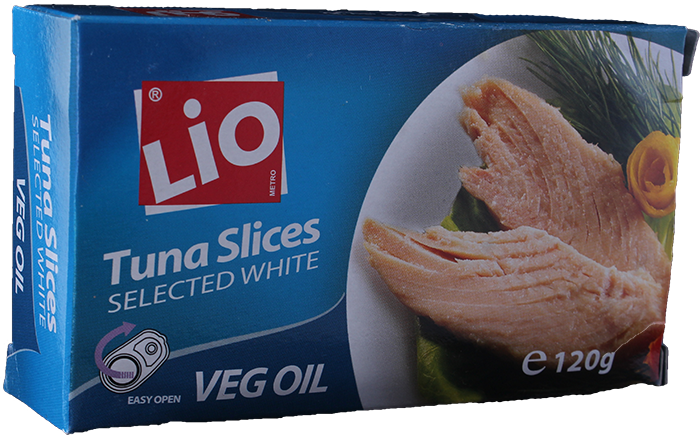 ®
LiO
METRO
Tuna Slices
SELECTED WHITE
EASY OPEN
VEG OIL
℮ 120g
Tuna Slices
SELECTED WHITE
VEG OIL